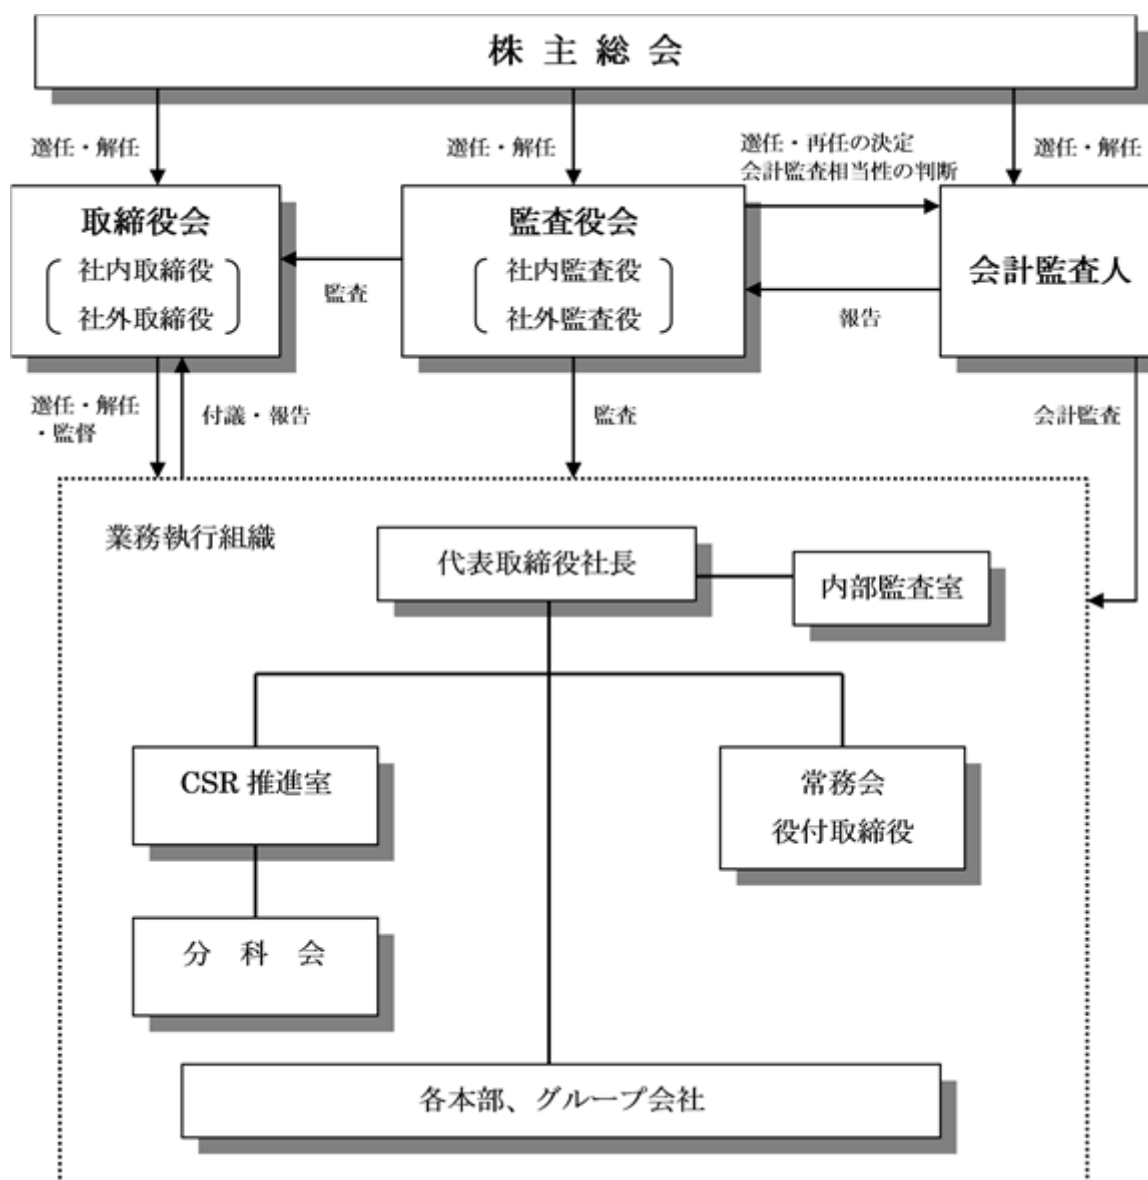 株 主 総 会
選任・解任
選任・解任
選任・再任の決定
会計監査相当性の判断
選任・解任
取締役会
社内取締役
社外取締役
監査
監査役会
社内監査役
社外監査役
報告
会計監査人
選任・解任
・監督
付議・報告
監査
会計監査
業務執行組織
代表取締役社長
内部監査室
CSR 推進室
常務会
役付取締役
分 科 会
各本部、グループ会社